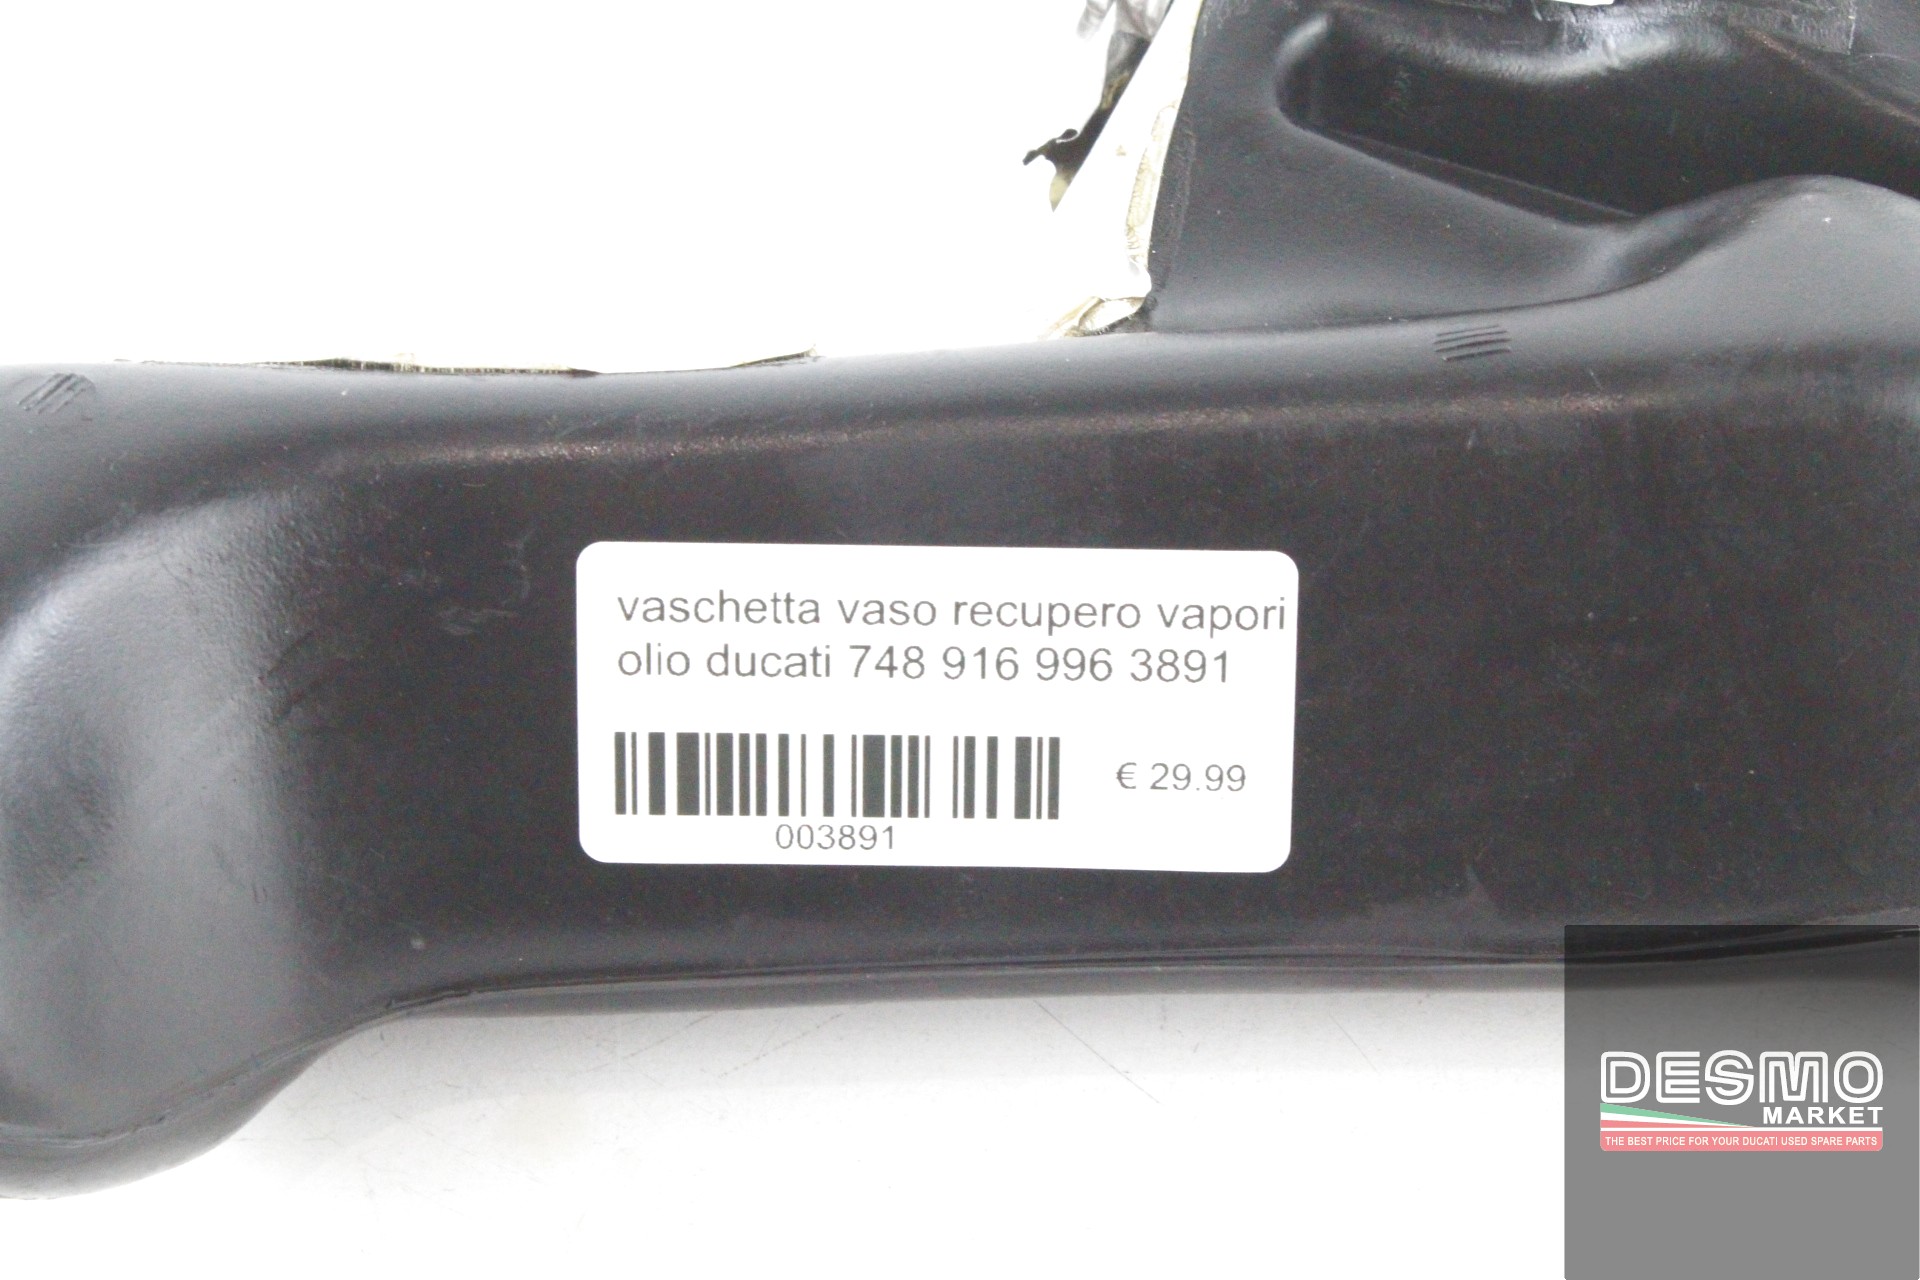 vaschetta vaso recupero vapori
olio ducati 748 916 996 3891
€ 29.99
003891
DESMO
MARKET
THE BEST PRICE FOR YOUR DUCATI USED SPARE PARTS